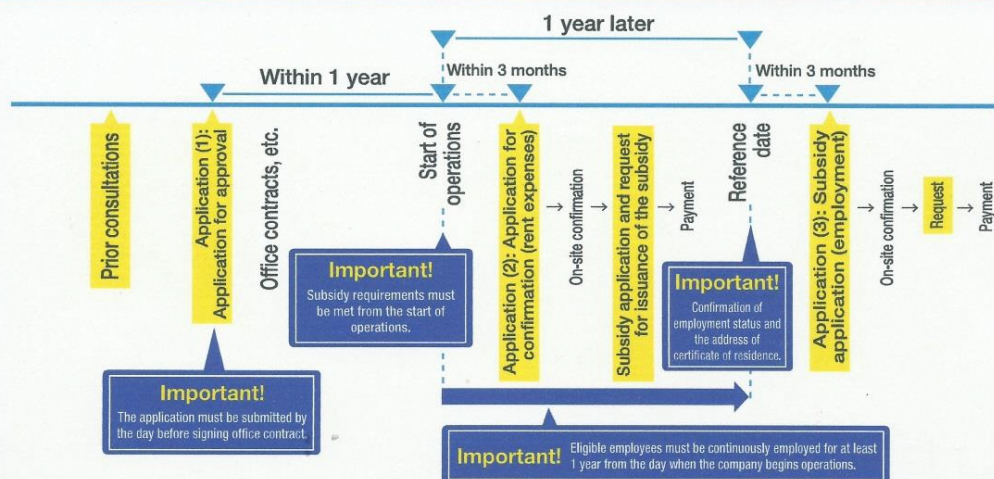 1 year later
Within 1 year
Within 3 months
Within 3 months
Prior consultations
Application (1):
Application for approval
Office contracts, etc.
Start of
operations
Application (2): Application for
confirmation (rent expenses)
→ On-site confirmation →
Subsidy application and request
for issuance of the subsidy
→ Payment
Reference
date
Application (3): Subsidy
application (employment)
→ On-site confirmation →
Request
→ Payment
Important!
Subsidy requirements must
be met from the start of
operations.
Important!
Confirmation of
employment status and
the address of
certificate of residence.
Important!
The application must be submitted by
the day before signing office contract.
Important! Eligible employees must be continuously employed for at least
1 year from the day when the company begins operations.